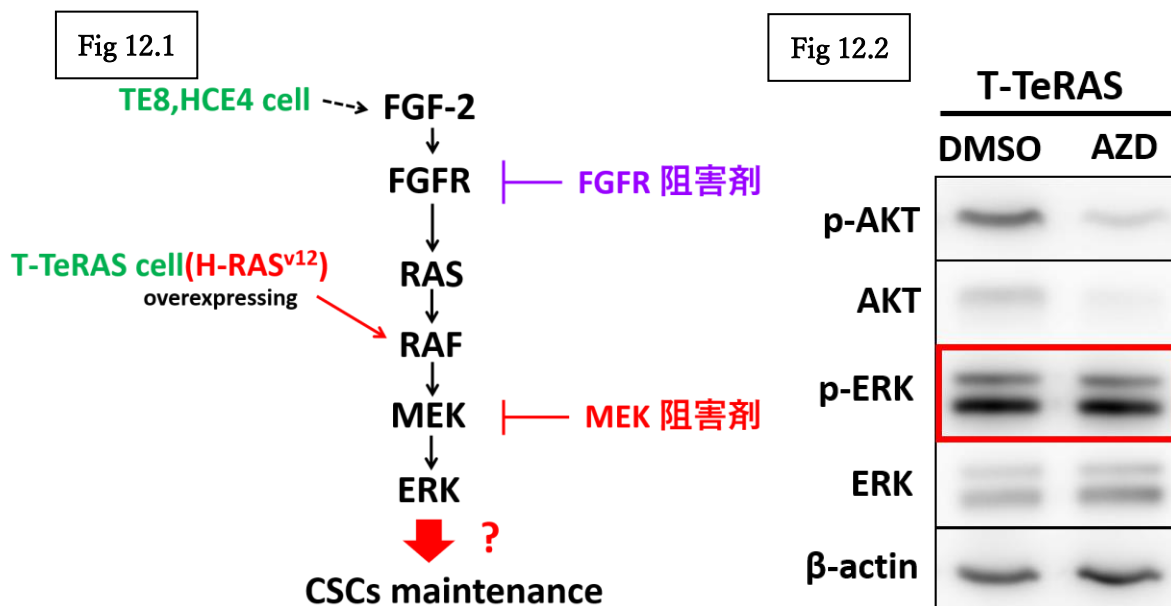 Fig 12.1
TE8,HCE4 cell
FGF-2
FGFR
FGFR 阻害剤
T-TeRAS cell(H-RASv12)
overexpressing
RAS
RAF
MEK
MEK 阻害剤
ERK
?
CSCs maintenance
Fig 12.2
T-TeRAS
DMSO AZD
p-AKT
AKT
p-ERK
ERK
β-actin